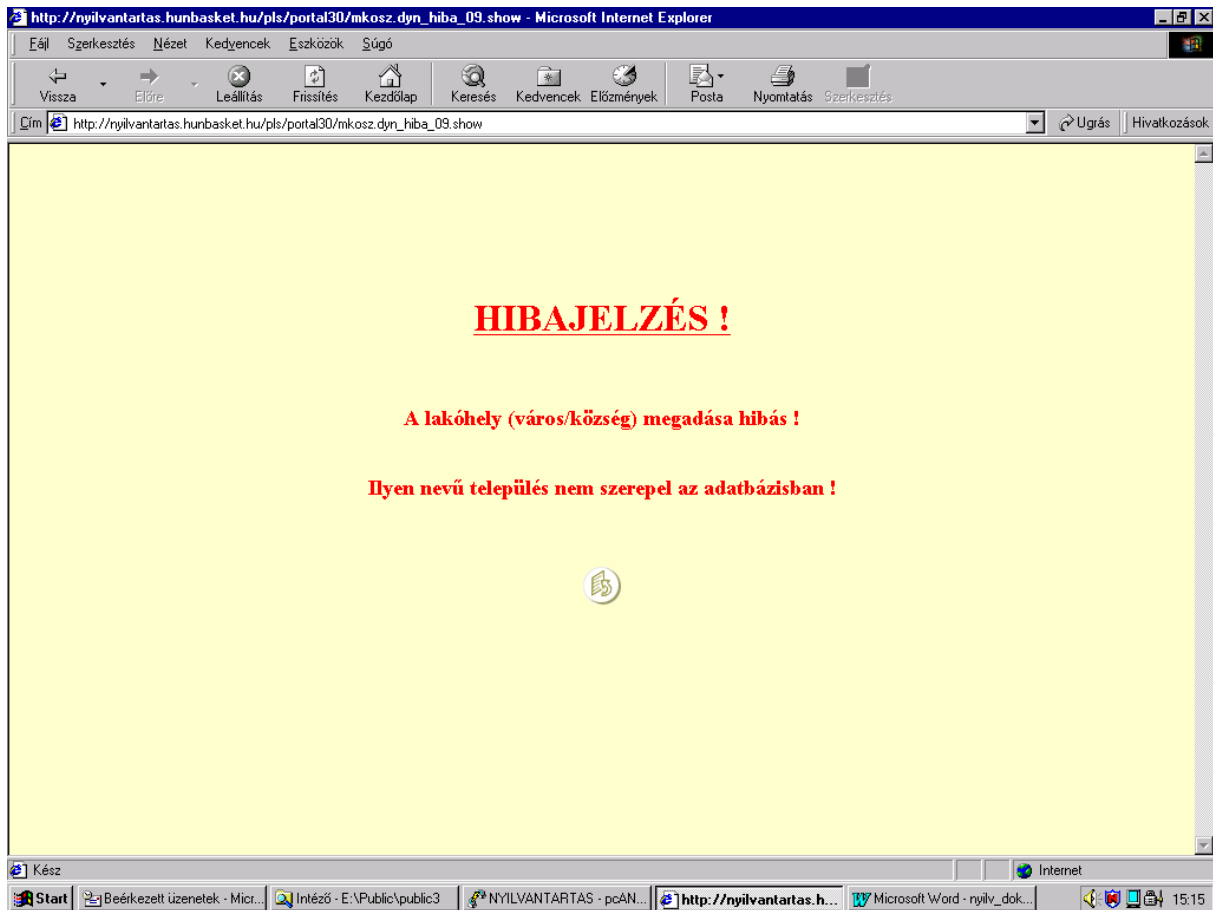 http://nyilvantartas.hunbasket.hu/pls/portal30/mkosz.dyn_hiba_09.show - Microsoft Internet Explorer
Fájl Szerkesztés Nézet Kedvencek Eszközök Súgó
Vissza Előre Leállítás Frissítés Kezdőlap Keresés Kedvencek Előzmények Posta Nyomtatás Szerkesztés
Cím http://nyilvantartas.hunbasket.hu/pls/portal30/mkosz.dyn_hiba_09.show Ugrás Hivatkozások
HIBAJELZÉS !
A lakóhely (város/község) megadása hibás !
Ilyen nevű település nem szerepel az adatbázisban !
Kész Internet
Start Beérkezett üzenetek - Micr... Intéző - E:\Public\public3 NYILVANTARTAS - pcAN... http://nyilvantartas.h... Microsoft Word - nyilv_dok... 15:15